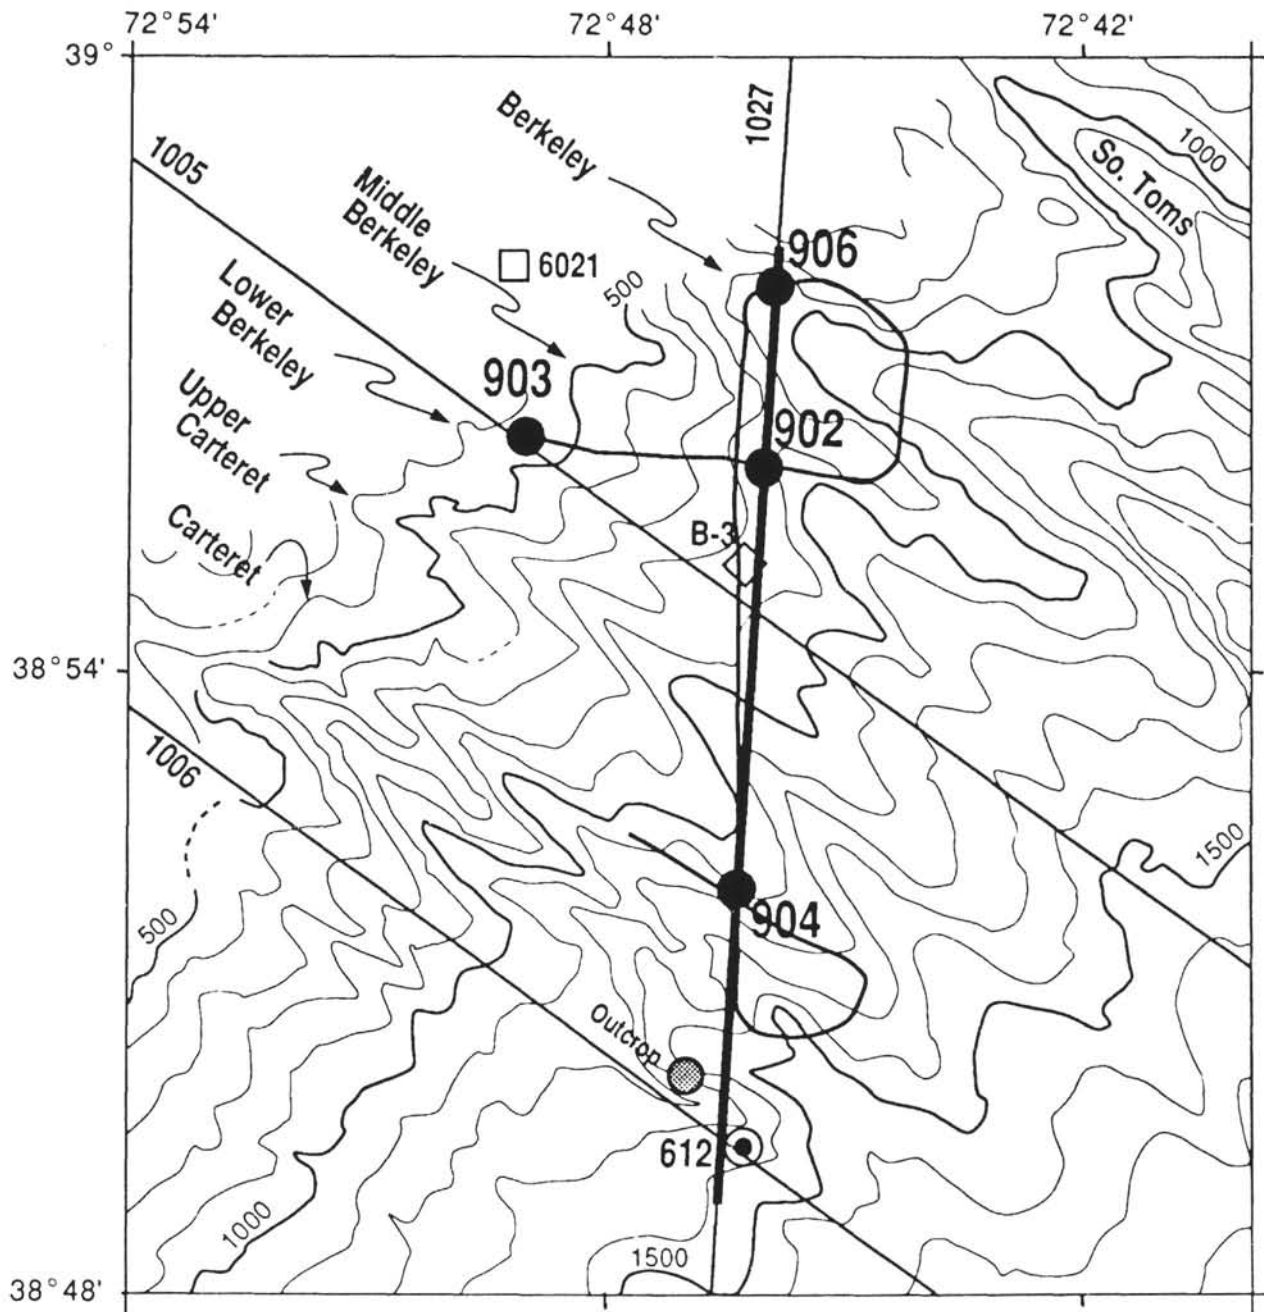 72°54'
72°48'
72°42'
39°
1027
Berkeley
1000
So. Toms
1005
Middle
Berkeley
906
6021
500
Lower
Berkeley
903
902
Upper
Carteret
B-3
Carteret
38°54'
1006
1500
904
500
Outcrop
612
1000
1500
38°48'